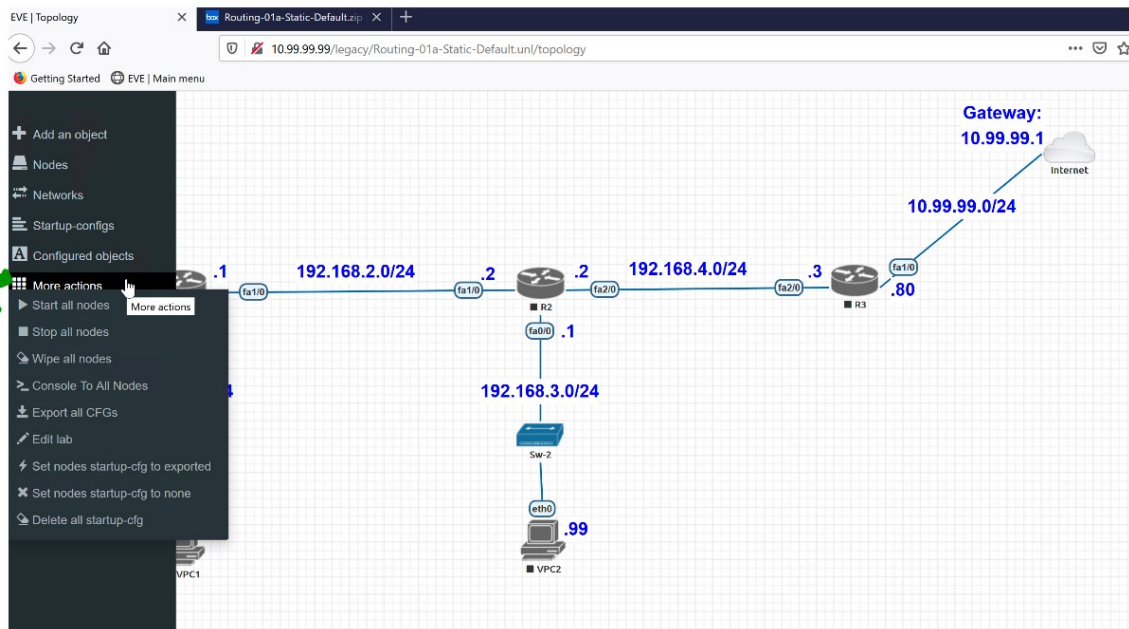 EVE | Topology
box Routing-01a-Static-Default.zip
10.99.99.99/legacy/Routing-01a-Static-Default.unl/topology
Getting Started EVE | Main menu
Add an object
Nodes
Networks
Startup-configs
Configured objects
More actions
Start all nodes
More actions
Stop all nodes
Wipe all nodes
Console To All Nodes
Export all CFGs
Edit lab
Set nodes startup-cfg to exported
Set nodes startup-cfg to none
Delete all startup-cfg
Gateway:
10.99.99.1
Internet
10.99.99.0/24
.1 192.168.2.0/24 .2 .2 192.168.4.0/24 .3 fa1/0
fa1/0 fa1/0 fa2/0 fa2/0 .80
R2 R3
fa0/0 .1
4 192.168.3.0/24
Sw-2
eth0
.99
VPC1 VPC2